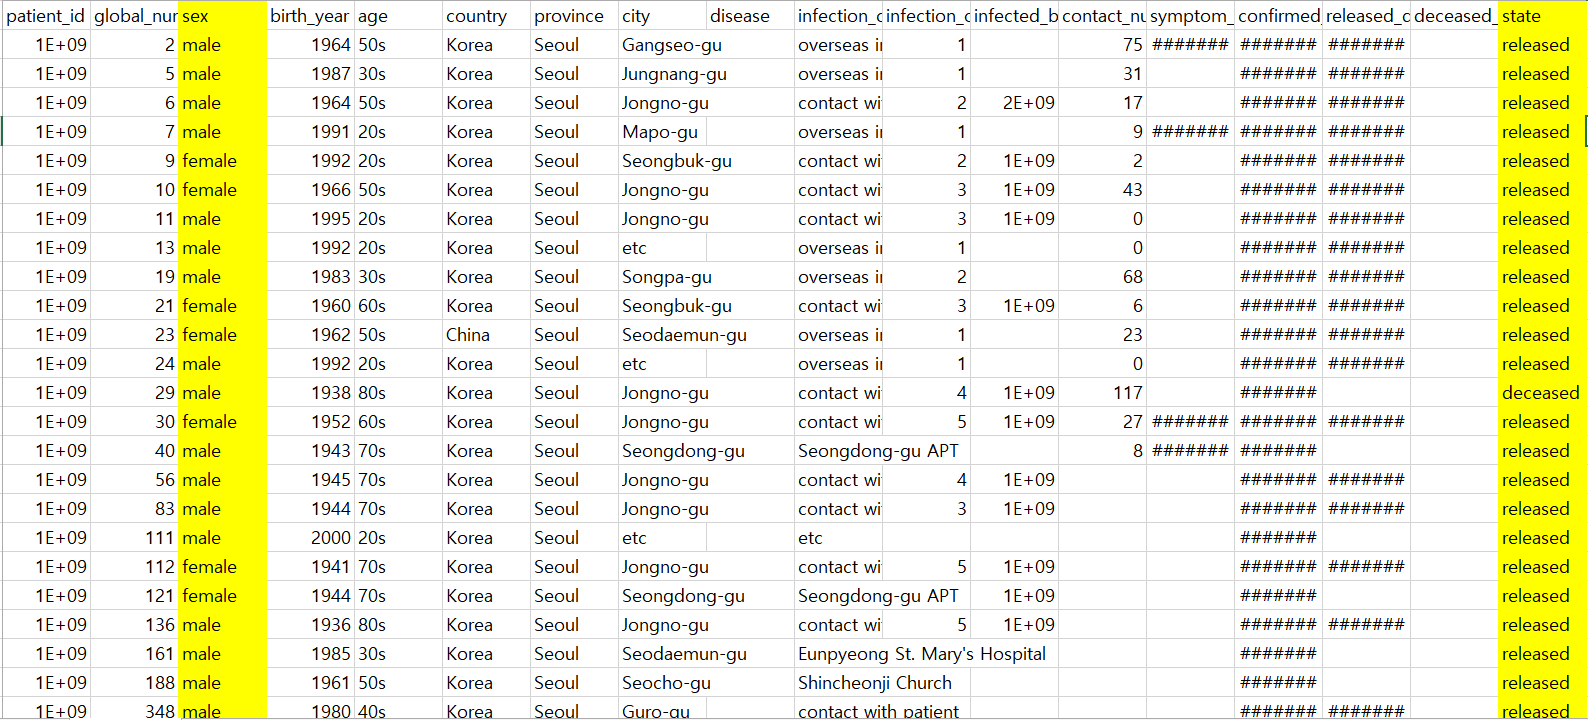 patient_id global_nur sex birth_year age country province city disease infection_c infection_c infected_b contact_nu symptom_ confirmed_ released_c deceased_ state
1E+09 2 male 1964 50s Korea Seoul Gangseo-gu overseas in 1 75 ####### ####### ####### released
1E+09 5 male 1987 30s Korea Seoul Jungnang-gu overseas in 1 31 ####### ####### released
1E+09 6 male 1964 50s Korea Seoul Jongno-gu contact wi 2 2E+09 17 ####### ####### released
1E+09 7 male 1991 20s Korea Seoul Mapo-gu overseas in 1 9 ####### ####### ####### released
1E+09 9 female 1992 20s Korea Seoul Seongbuk-gu contact wi 2 1E+09 2 ####### ####### released
1E+09 10 female 1966 50s Korea Seoul Jongno-gu contact wi 3 1E+09 43 ####### ####### released
1E+09 11 male 1995 20s Korea Seoul Jongno-gu contact wi 3 1E+09 0 ####### ####### released
1E+09 13 male 1992 20s Korea Seoul etc overseas in 1 0 ####### ####### released
1E+09 19 male 1983 30s Korea Seoul Songpa-gu overseas in 2 68 ####### ####### released
1E+09 21 female 1960 60s Korea Seoul Seongbuk-gu contact wi 3 1E+09 6 ####### ####### released
1E+09 23 female 1962 50s China Seoul Seodaemun-gu overseas in 1 23 ####### ####### released
1E+09 24 male 1992 20s Korea Seoul etc overseas in 1 0 ####### ####### released
1E+09 29 male 1938 80s Korea Seoul Jongno-gu contact wi 4 1E+09 117 ####### deceased
1E+09 30 female 1952 60s Korea Seoul Jongno-gu contact wi 5 1E+09 27 ####### ####### ####### released
1E+09 40 male 1943 70s Korea Seoul Seongdong-gu Seongdong-gu APT 8 ####### ####### released
1E+09 56 male 1945 70s Korea Seoul Jongno-gu contact wi 4 1E+09 ####### ####### released
1E+09 83 male 1944 70s Korea Seoul Jongno-gu contact wi 3 1E+09 ####### ####### released
1E+09 111 male 2000 20s Korea Seoul etc etc ####### released
1E+09 112 female 1941 70s Korea Seoul Jongno-gu contact wi 5 1E+09 ####### ####### released
1E+09 121 female 1944 70s Korea Seoul Seongdong-gu Seongdong-gu APT 1E+09 ####### released
1E+09 136 male 1936 80s Korea Seoul Jongno-gu contact wi 5 1E+09 ####### ####### released
1E+09 161 male 1985 30s Korea Seoul Seodaemun-gu Eunpyeong St. Mary's Hospital ####### released
1E+09 188 male 1961 50s Korea Seoul Seocho-gu Shincheonji Church ####### released
1E+09 348 male 1980 40s Korea Seoul Guro-gu contact with patient ####### ####### released